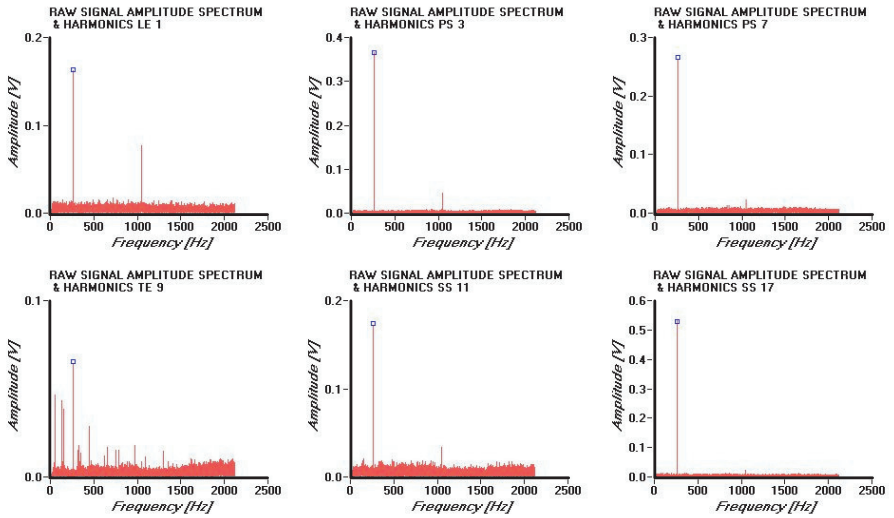 RAW SIGNAL AMPLITUDE SPECTRUM
& HARMONICS LE 1
0.2
0.1
0.0
Amplitude [V]
0 500 1000 1500 2000 2500
Frequency [Hz]
RAW SIGNAL AMPLITUDE SPECTRUM
& HARMONICS PS 3
0.4
0.3
0.2
0.1
0.0
Amplitude [V]
0 500 1000 1500 2000 2500
Frequency [Hz]
RAW SIGNAL AMPLITUDE SPECTRUM
& HARMONICS PS 7
0.3
0.2
0.1
0.0
Amplitude [V]
0 500 1000 1500 2000 2500
Frequency [Hz]
RAW SIGNAL AMPLITUDE SPECTRUM
& HARMONICS TE 9
0.1
0.0
Amplitude [V]
0 500 1000 1500 2000 2500
Frequency [Hz]
RAW SIGNAL AMPLITUDE SPECTRUM
& HARMONICS SS 11
0.2
0.1
0.0
Amplitude [V]
0 500 1000 1500 2000 2500
Frequency [Hz]
RAW SIGNAL AMPLITUDE SPECTRUM
& HARMONICS SS 17
0.6
0.5
0.4
0.3
0.2
0.1
0.0
Amplitude [V]
0 500 1000 1500 2000 2500
Frequency [Hz]